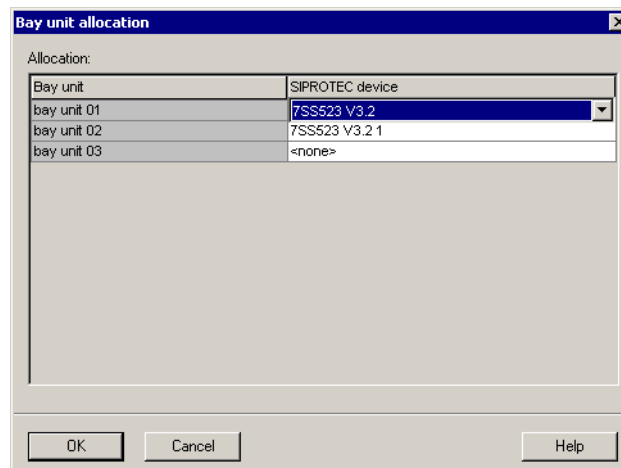 Bay unit allocation
Allocation:
Bay unit SIPROTEC device
bay unit 01 7SS523 V3.2
bay unit 02 7SS523 V3.2 1
bay unit 03 <none>
OK Cancel Help